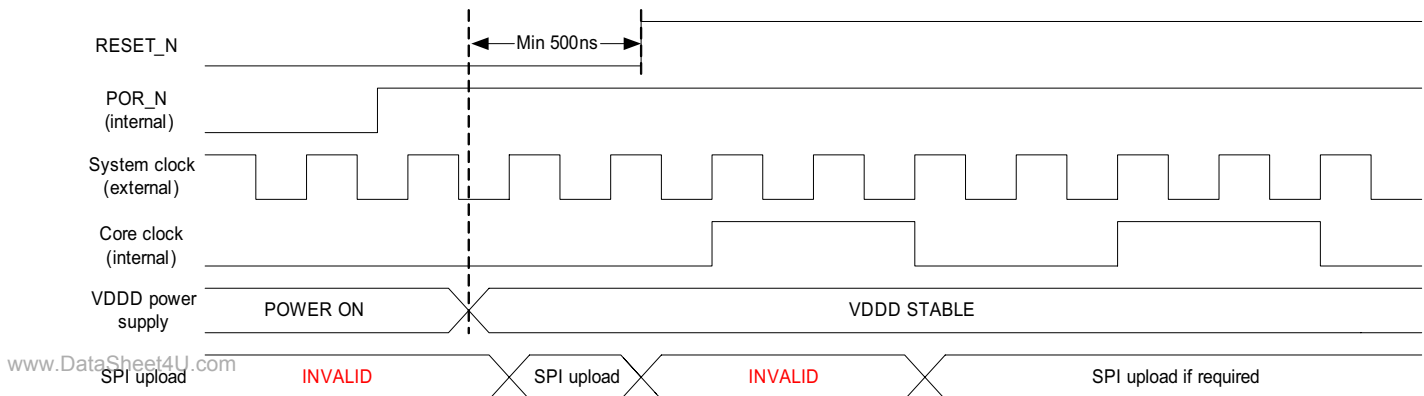 RESET_N
Min 500ns
POR_N
(internal)
System clock
(external)
Core clock
(internal)
VDDD power
supply
POWER ON
VDDD STABLE
www.DataSheet4U.com
SPI upload
INVALID
SPI upload
INVALID
SPI upload if required